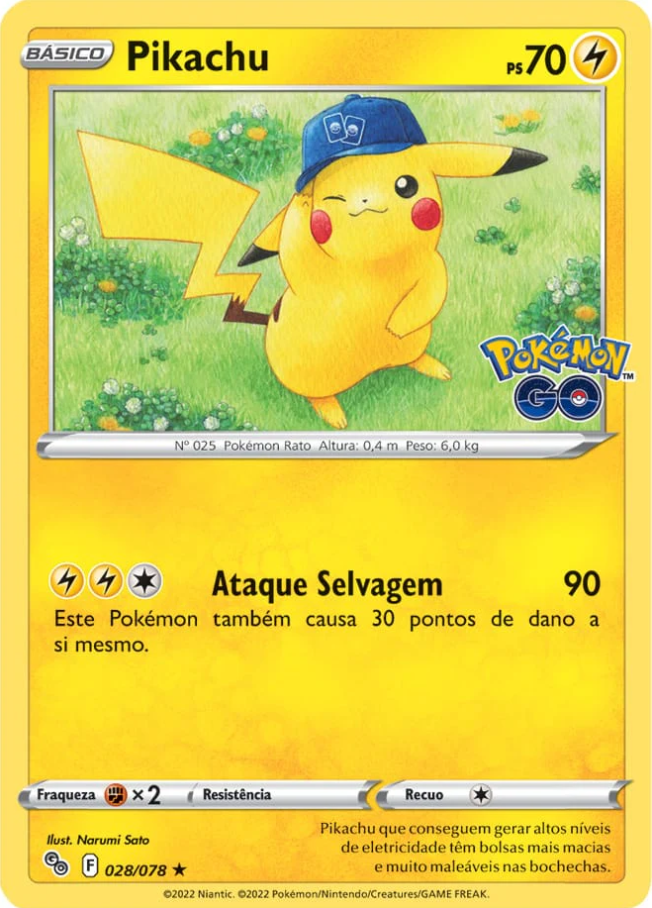 BÁSICO Pikachu PS70
POKÉMON
GO™
Nº 025 Pokémon Rato Altura: 0,4 m Peso: 6,0 kg
Ataque Selvagem 90
Este Pokémon também causa 30 pontos de dano a
si mesmo.
Fraqueza ×2 Resistência Recuo
Ilust. Narumi Sato
GO F 028/078 ★
Pikachu que conseguem gerar altos níveis
de eletricidade têm bolsas mais macias
e muito maleáveis nas bochechas.
©2022 Niantic. ©2022 Pokémon/Nintendo/Creatures/GAME FREAK.